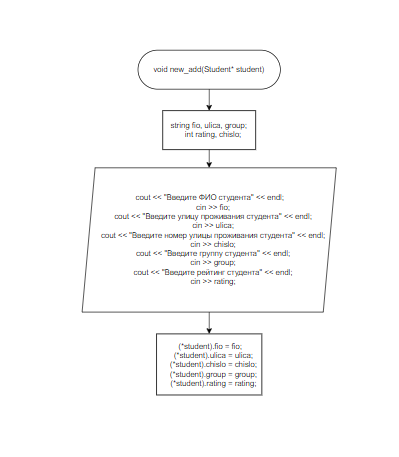 void new_add(Student* student)
string fio, ulica, group;
int rating, chislo;
cout << "Введите ФИО студента" << endl;
cin >> fio;
cout << "Введите улицу проживания студента" << endl;
cin >> ulica;
cout << "Введите номер улицы проживания студента" << endl;
cin >> chislo;
cout << "Введите группу студента" << endl;
cin >> group;
cout << "Введите рейтинг студента" << endl;
cin >> rating;
(*student).fio = fio;
(*student).ulica = ulica;
(*student).chislo = chislo;
(*student).group = group;
(*student).rating = rating;